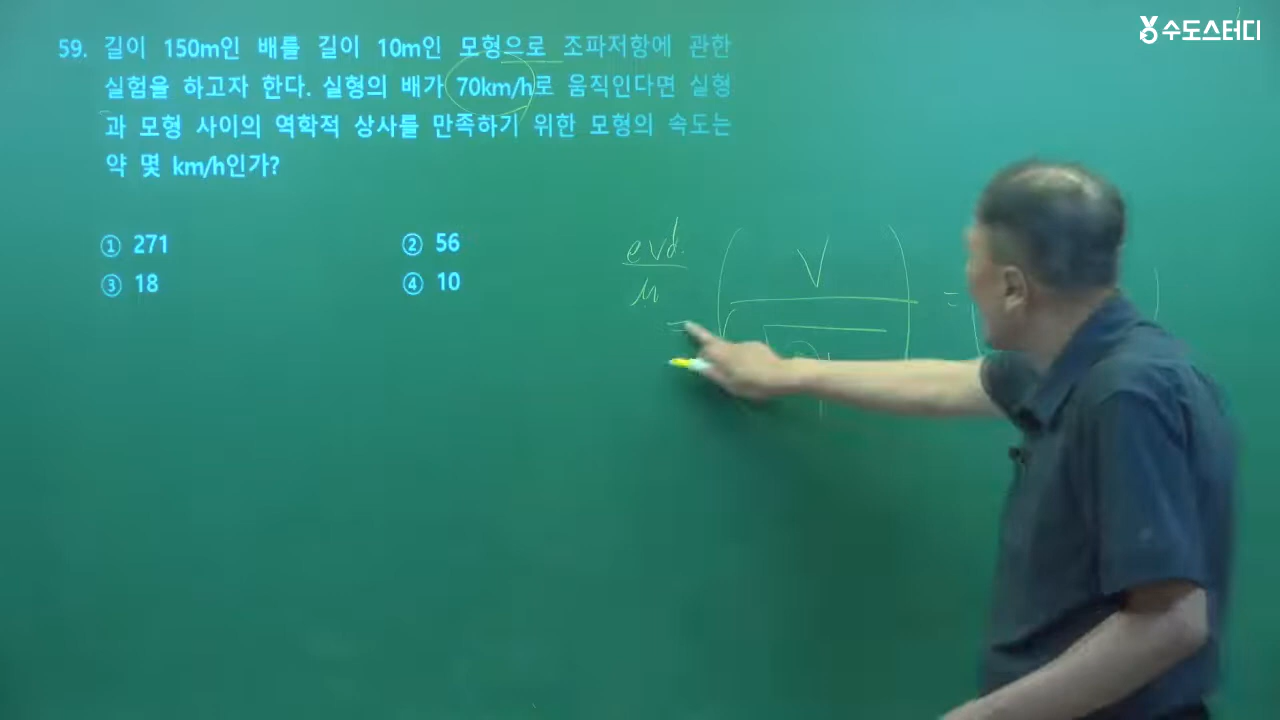 수도스터디
59. 길이 150m인 배를 길이 10m인 모형으로 조파저항에 관한
실험을 하고자 한다. 실형의 배가 70km/h로 움직인다면 실형
과 모형 사이의 역학적 상사를 만족하기 위한 모형의 속도는
약 몇 km/h인가?
① 271
② 56
③ 18
④ 10
V
=